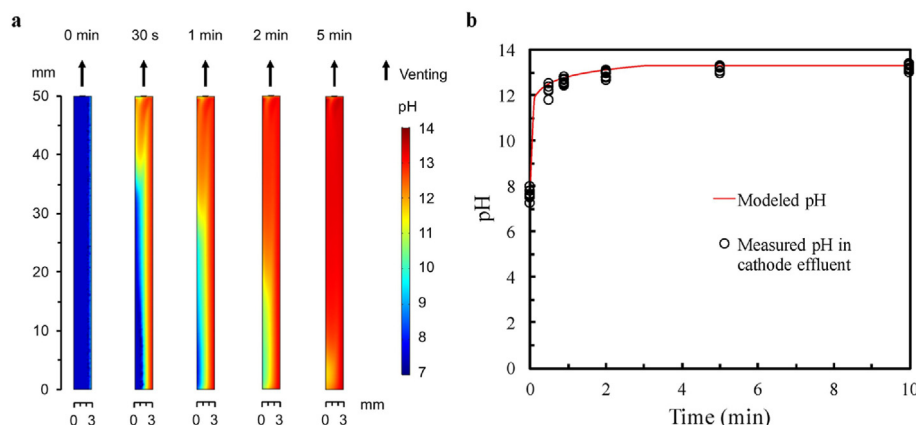 a
0 min 30 s 1 min 2 min 5 min
mm
Venting
50
40
30
20
10
0
pH
14
13
12
11
10
9
8
7
0 3 0 3 0 3 0 3 0 3 mm
b
14
12
10
8
6
4
2
0
pH
Modeled pH
Measured pH in
cathode effluent
0 2 4 6 8 10
Time (min)